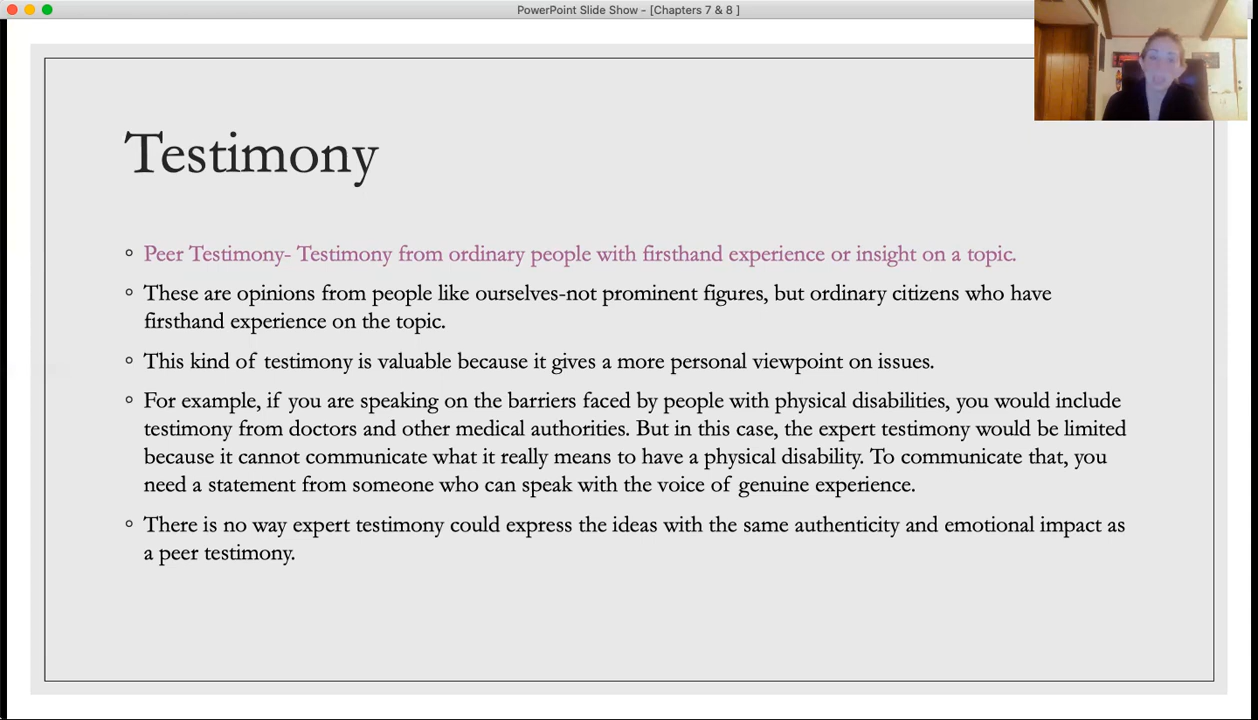 PowerPoint Slide Show - [Chapters 7 & 8 ]
Testimony
Peer Testimony- Testimony from ordinary people with firsthand experience or insight on a topic.
These are opinions from people like ourselves-not prominent figures, but ordinary citizens who have
firsthand experience on the topic.
This kind of testimony is valuable because it gives a more personal viewpoint on issues.
For example, if you are speaking on the barriers faced by people with physical disabilities, you would include
testimony from doctors and other medical authorities. But in this case, the expert testimony would be limited
because it cannot communicate what it really means to have a physical disability. To communicate that, you
need a statement from someone who can speak with the voice of genuine experience.
There is no way expert testimony could express the ideas with the same authenticity and emotional impact as
a peer testimony.